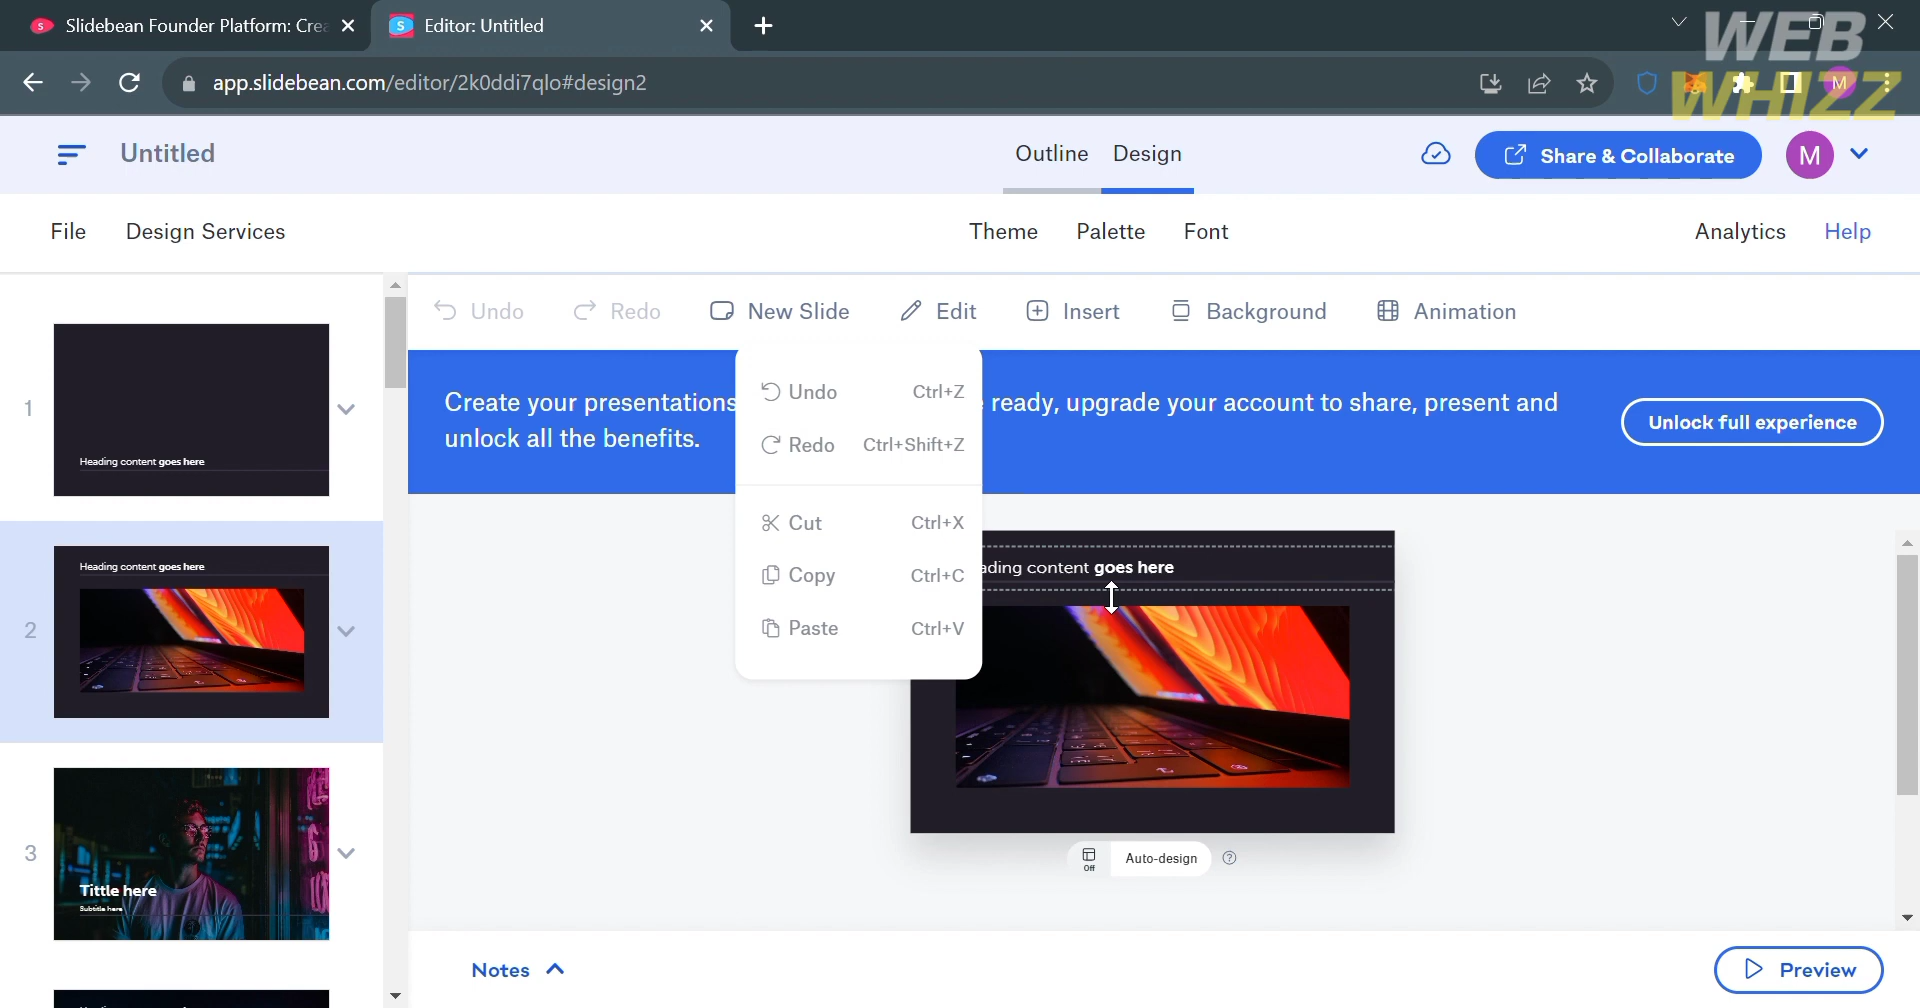 Slidebean Founder Platform: Crea
Editor: Untitled
app.slidebean.com/editor/2k0ddi7qlo#design2
WEB
WHIZZ
M
Untitled
Outline
Design
Share & Collaborate
M
File
Design Services
Theme
Palette
Font
Analytics
Help
Undo
Redo
New Slide
Edit
Insert
Background
Animation
Create your presentations
ready, upgrade your account to share, present and
unlock all the benefits.
Unlock full experience
Undo Ctrl+Z
Redo Ctrl+Shift+Z
Cut Ctrl+X
Copy Ctrl+C
Paste Ctrl+V
1
Heading content goes here
2
Heading content goes here
3
Tittle here
Subtitle here
ading content goes here
Off
Auto-design
?
Notes
Preview